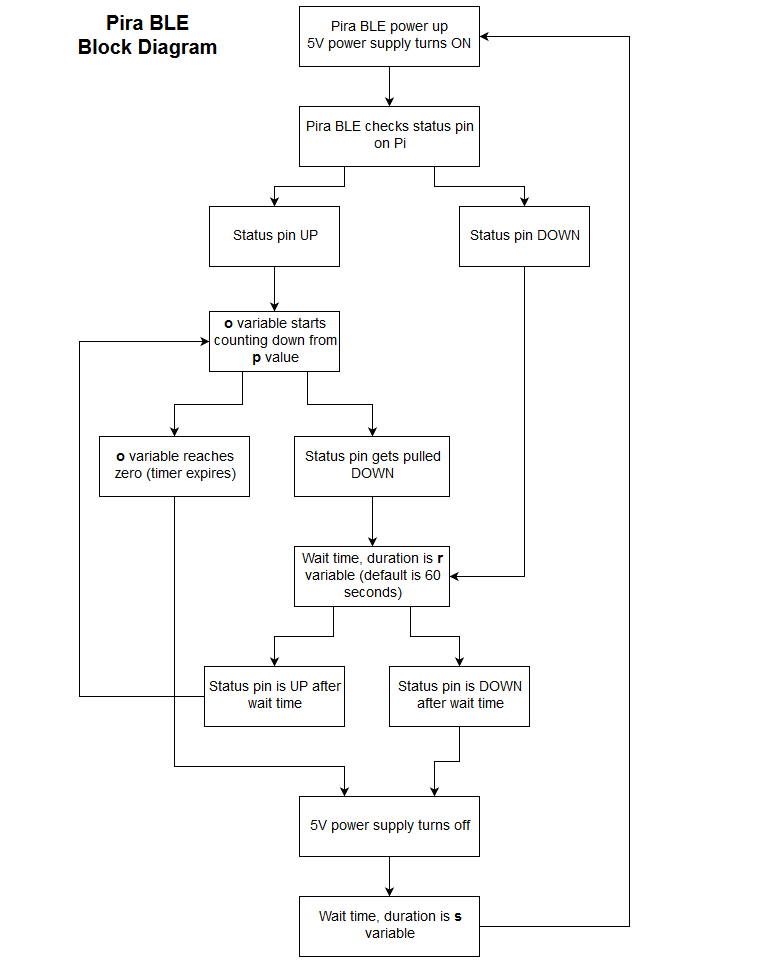 Pira BLE
Block Diagram
Pira BLE power up
5V power supply turns ON
Pira BLE checks status pin
on Pi
Status pin UP
Status pin DOWN
o variable starts
counting down from
p value
o variable reaches
zero (timer expires)
Status pin gets pulled
DOWN
Wait time, duration is r
variable (default is 60
seconds)
Status pin is UP after
wait time
Status pin is DOWN
after wait time
5V power supply turns off
Wait time, duration is s
variable